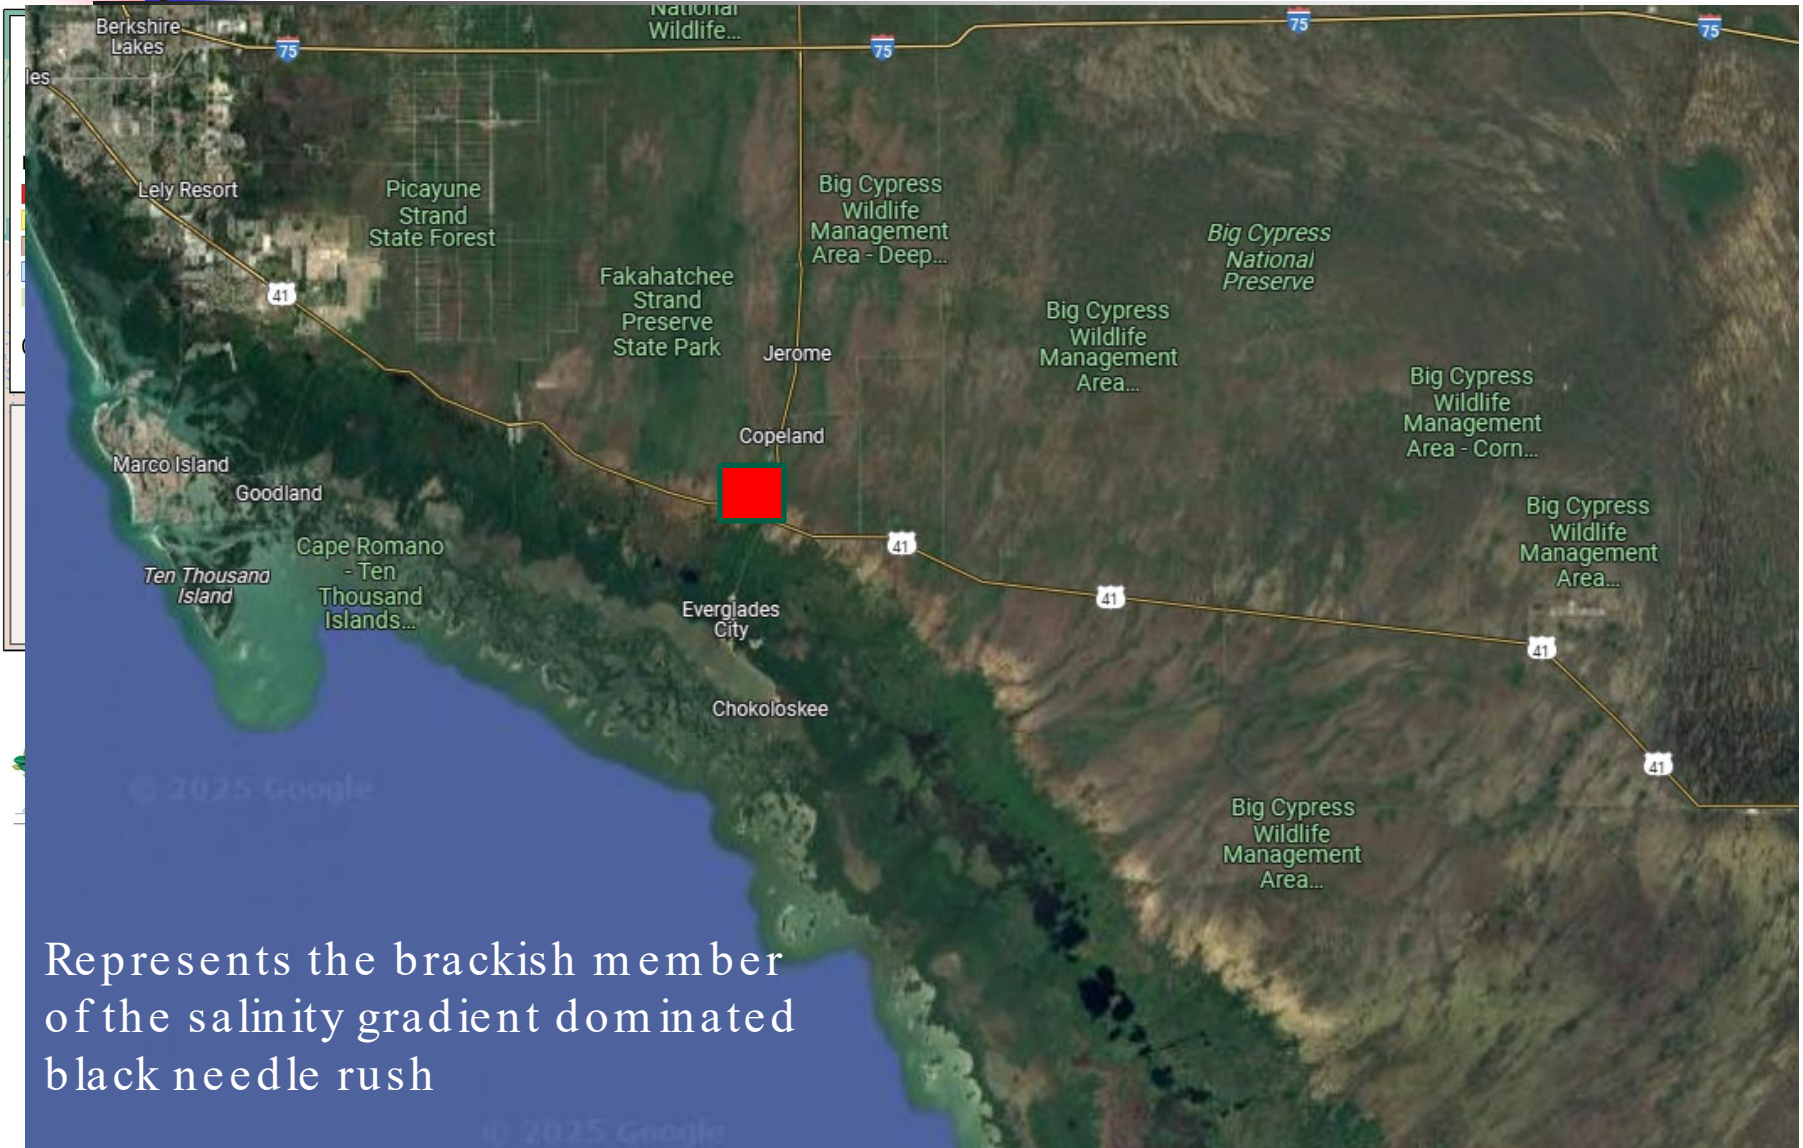 National
Wildlife...
Berkshire
Lakes
75
75
75
75
les
Lely Resort
Picayune
Strand
State Forest
Big Cypress
Wildlife
Management
Area - Deep...
Big Cypress
National
Preserve
41
Fakahatchee
Strand
Preserve
State Park
Big Cypress
Wildlife
Management
Area...
Jerome
Big Cypress
Wildlife
Management
Area - Corn...
Copeland
Marco Island
Goodland
Big Cypress
Wildlife
Management
Area...
Cape Romano
- Ten
Thousand
Islands...
41
Ten Thousand
Island
41
Everglades
City
41
Chokoloskee
41
© 2025 Google
Big Cypress
Wildlife
Management
Area...
Represents the brackish member
of the salinity gradient dominated
black needle rush
© 2025 Google